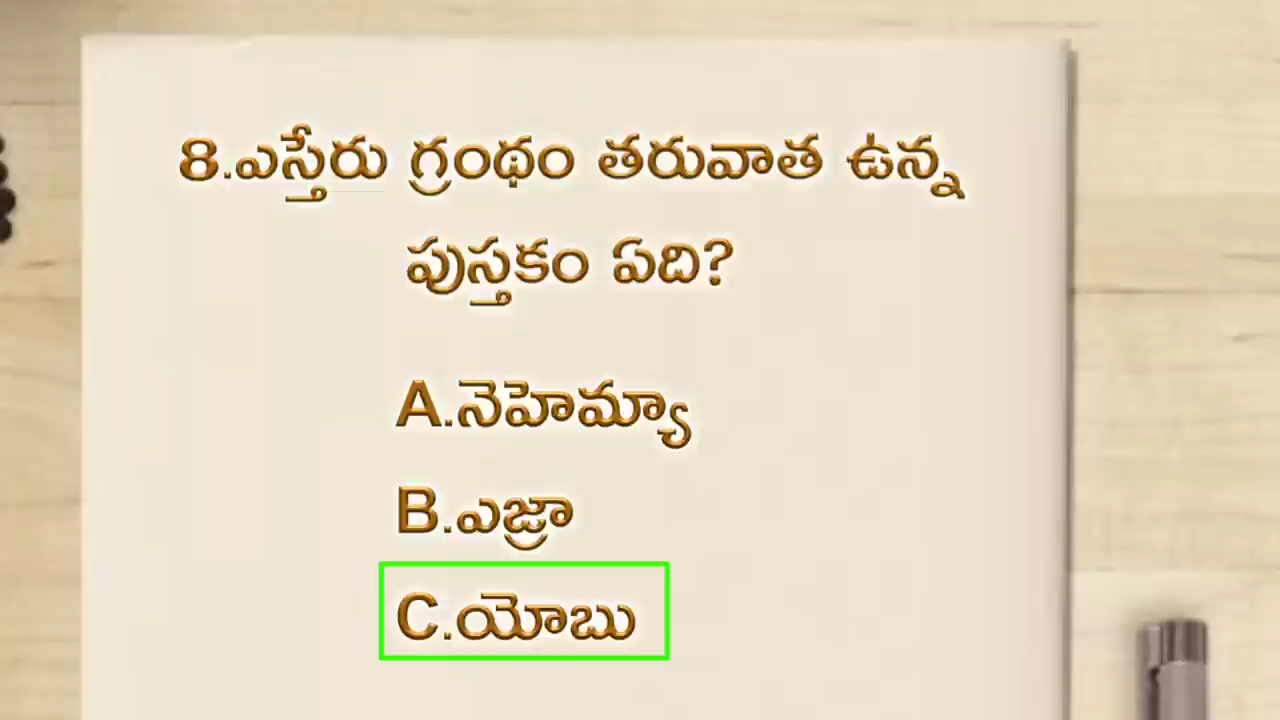 8.ఎస్తేరు గ్రంథం తరువాత ఉన్న
పుస్తకం ఏది?
A.నెహెమ్యా
B.ఎజ్రా
C.యోబు